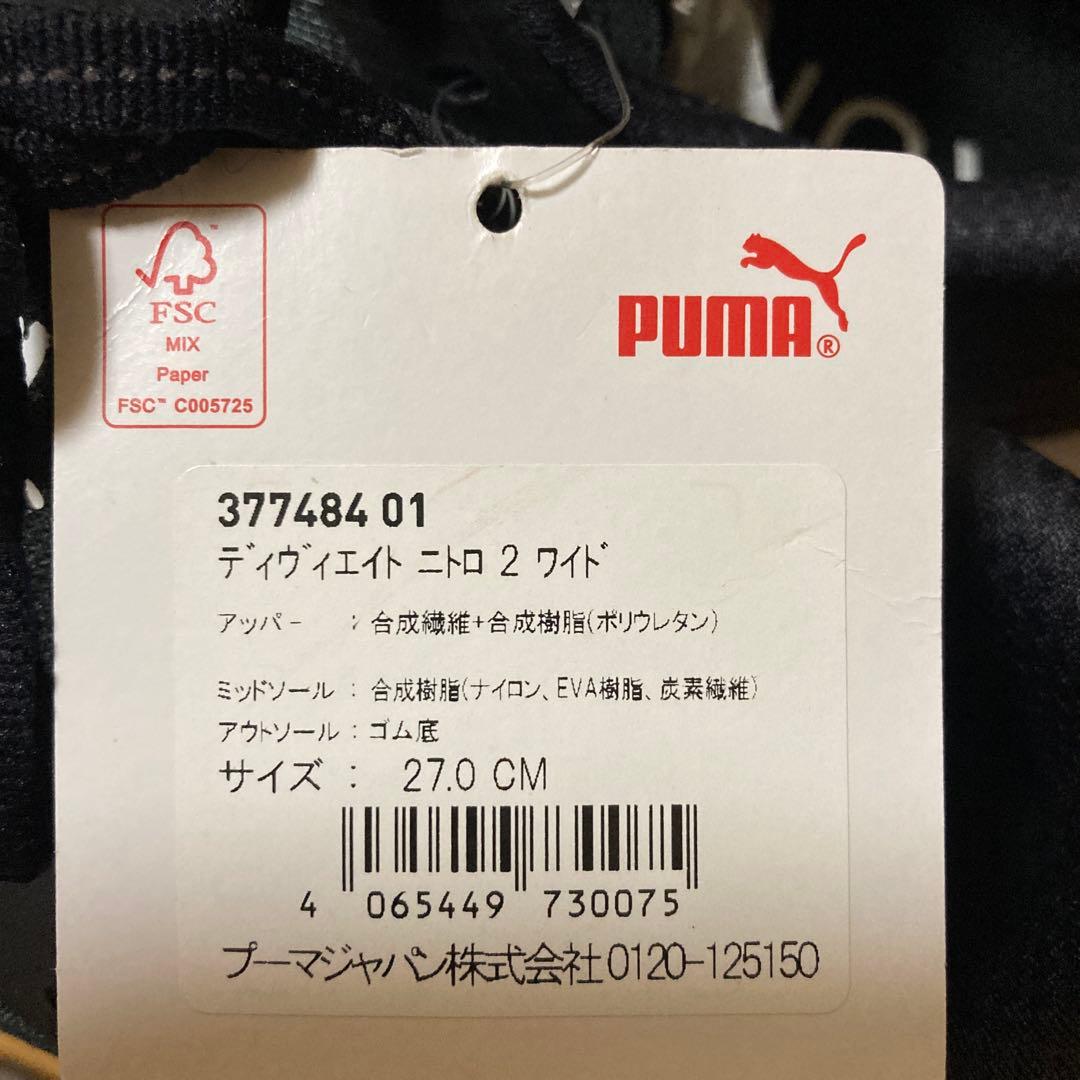 FSC
MIX
Paper
FSC™ C005725
PUMA®
377484 01
ディヴィエイト ニトロ 2 ワイド
アッパー : 合成繊維+合成樹脂(ポリウレタン)
ミッドソール : 合成樹脂(ナイロン、EVA樹脂、炭素繊維)
アウトソール : ゴム底
サイズ : 27.0 CM
4 065449 730075
プーマジャパン株式会社0120-125150